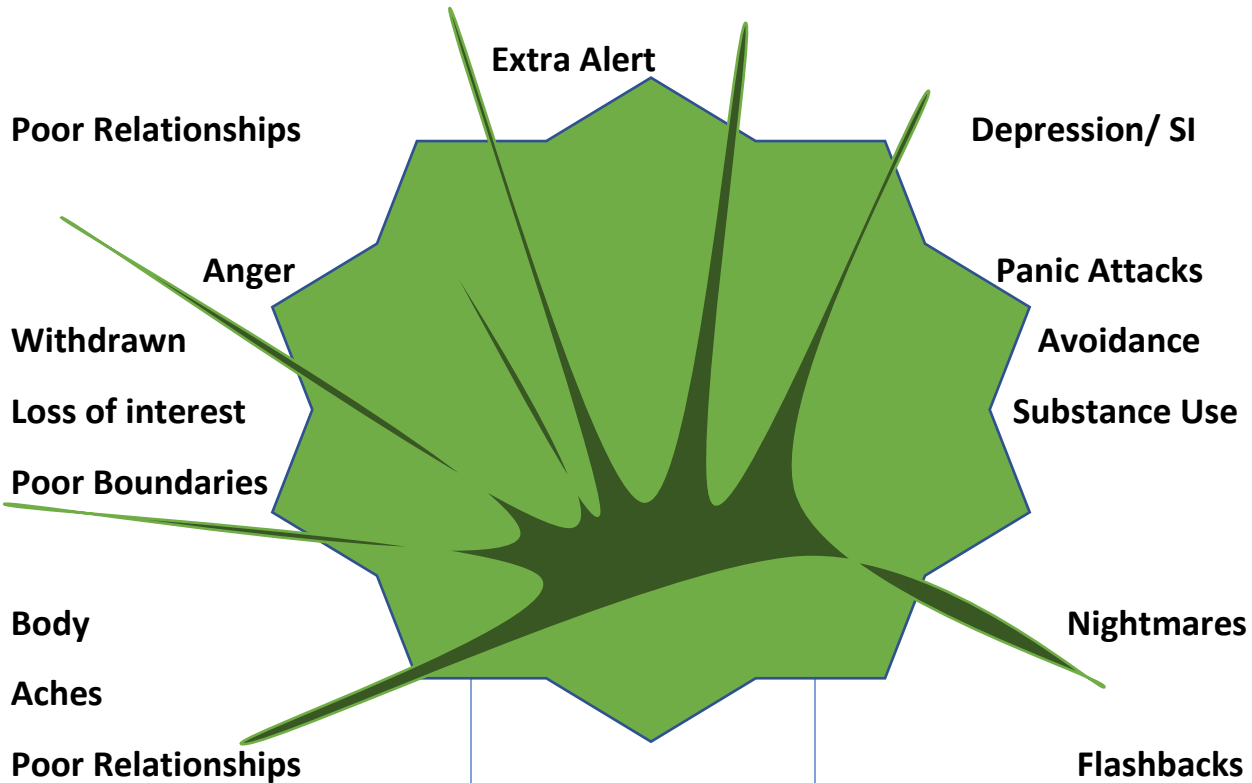 Extra Alert
Poor Relationships Depression/ SI
Anger Panic Attacks
Withdrawn Avoidance
Loss of interest Substance Use
Poor Boundaries
Body Nightmares
Aches
Poor Relationships Flashbacks